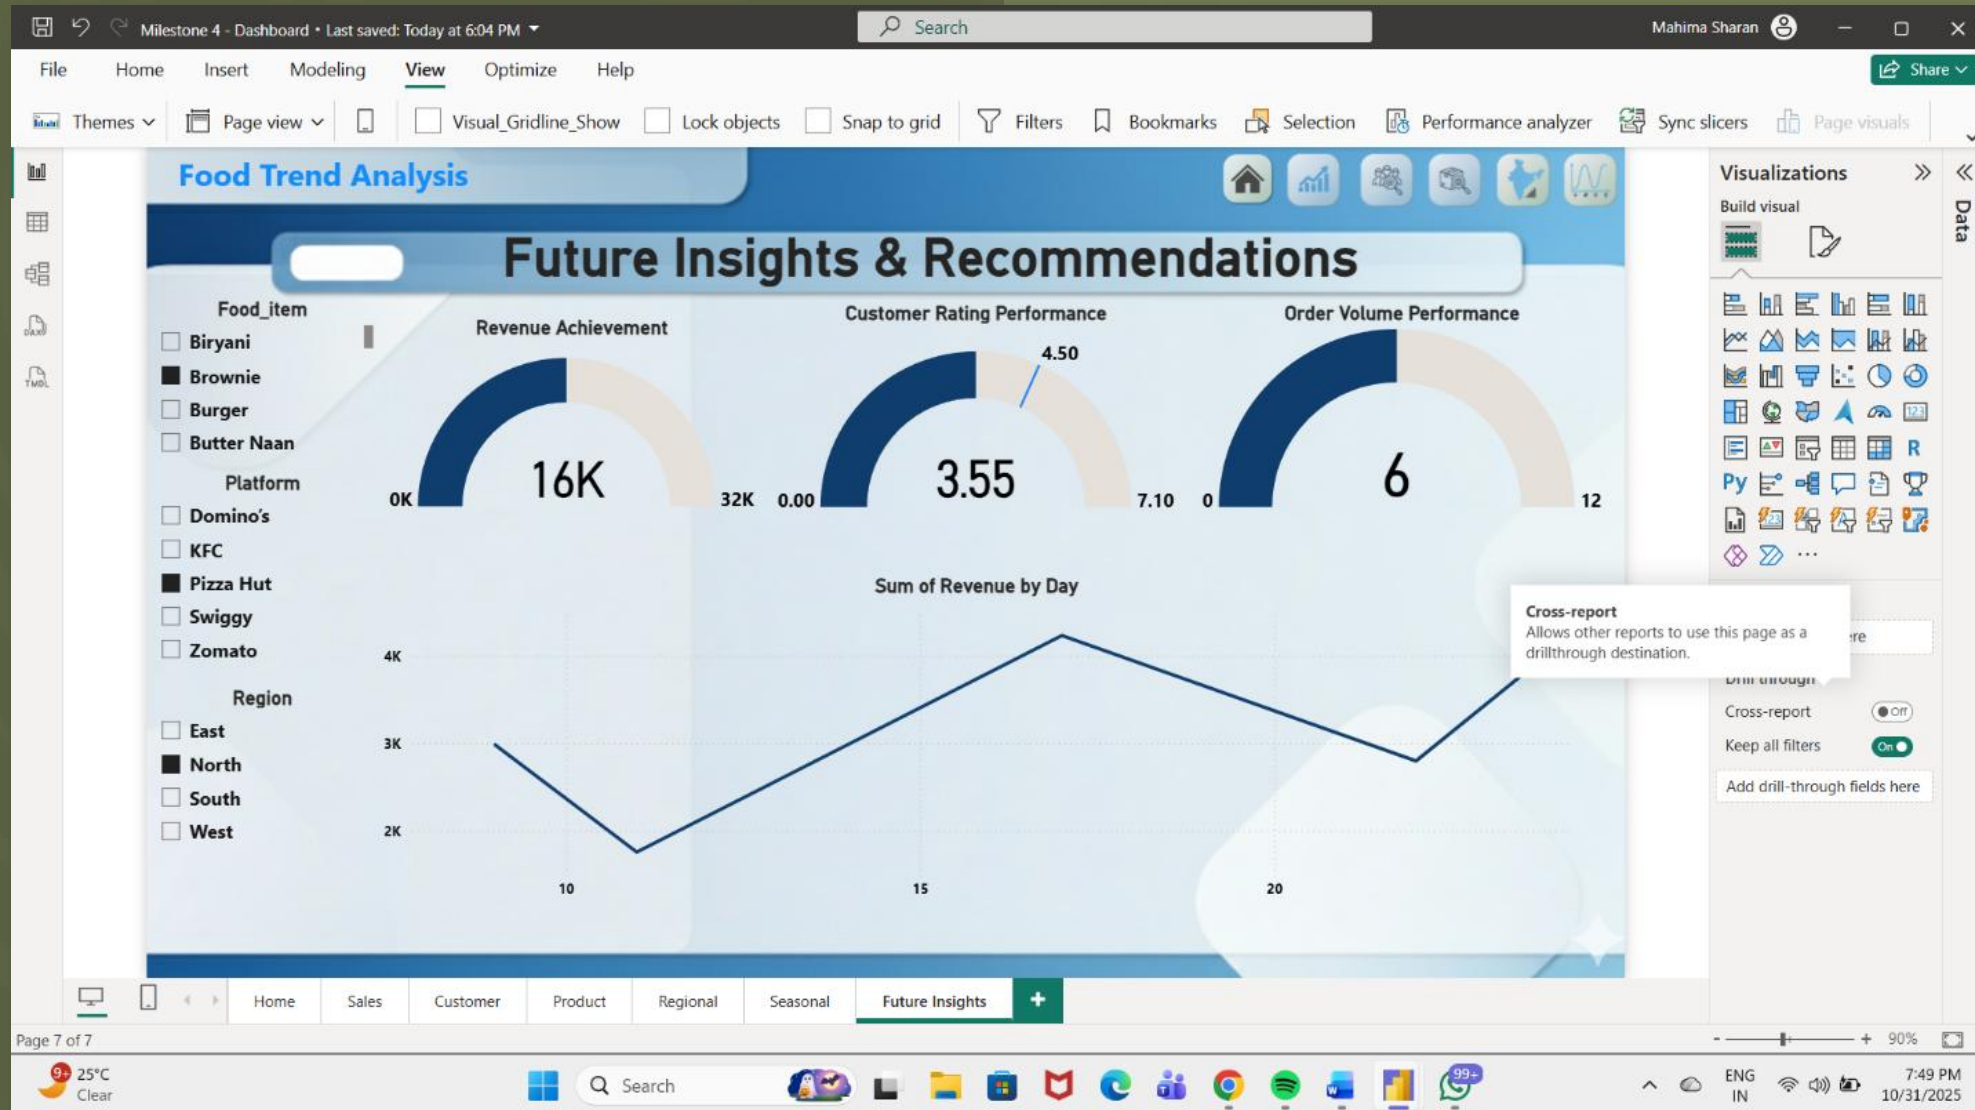 Milestone 4 - Dashboard • Last saved: Today at 6:04 PM
Search
Mahima Sharan
File Home Insert Modeling View Optimize Help
Share
Themes Page view Visual_Gridline_Show Lock objects Snap to grid Filters Bookmarks Selection Performance analyzer Sync slicers Page visuals
Food Trend Analysis
Future Insights & Recommendations
Food_item
Biryani
Brownie
Burger
Butter Naan
Platform
Domino's
KFC
Pizza Hut
Swiggy
Zomato
Region
East
North
South
West
Revenue Achievement
0K
16K
32K
Customer Rating Performance
4.50
0.00
3.55
7.10
Order Volume Performance
0
6
12
Sum of Revenue by Day
4K
3K
2K
10 15 20
Visualizations
Build visual
123
R
Py
Data
Cross-report
Allows other reports to use this page as a
drillthrough destination.
ere
Drill through
Cross-report Off
Keep all filters On
Add drill-through fields here
DAX
TMDL
Home Sales Customer Product Regional Seasonal Future Insights +
Page 7 of 7
- + 90%
9+
25°C
Clear
Search
99+
ENG
IN
7:49 PM
10/31/2025